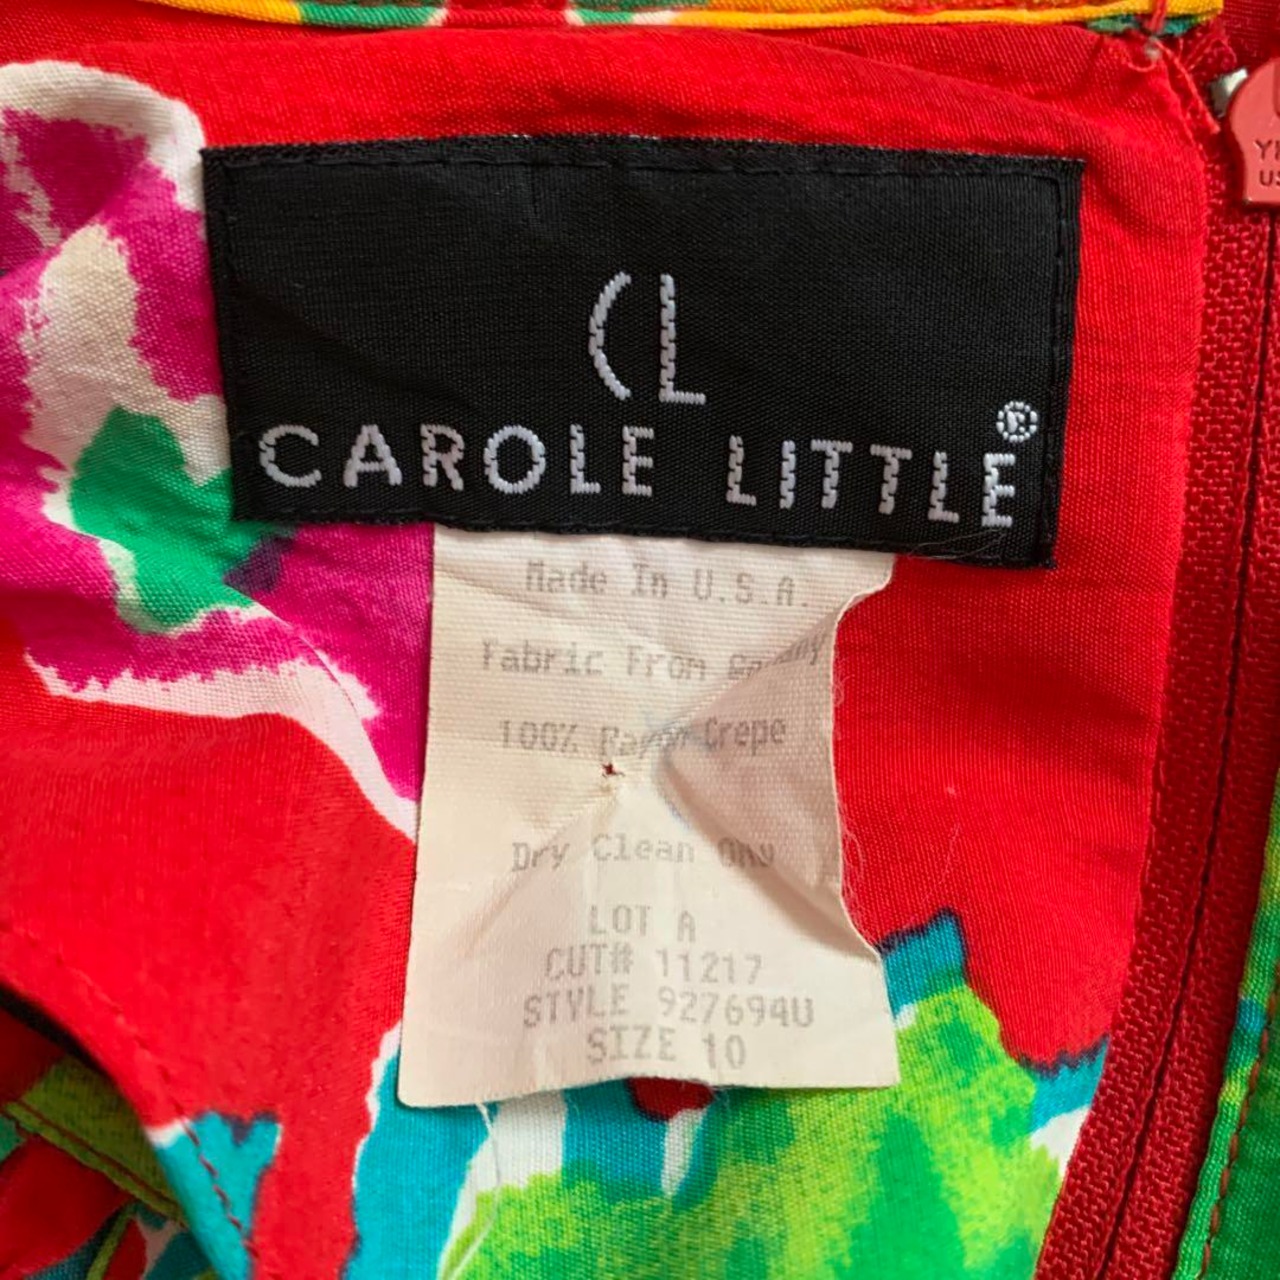 CL
CAROLE LITTLE®
Made In U.S.A.
Fabric From Germany
100% Rayon Crepe
Dry Clean Only
LOT A
CUT# 11217
STYLE 927694U
SIZE 10